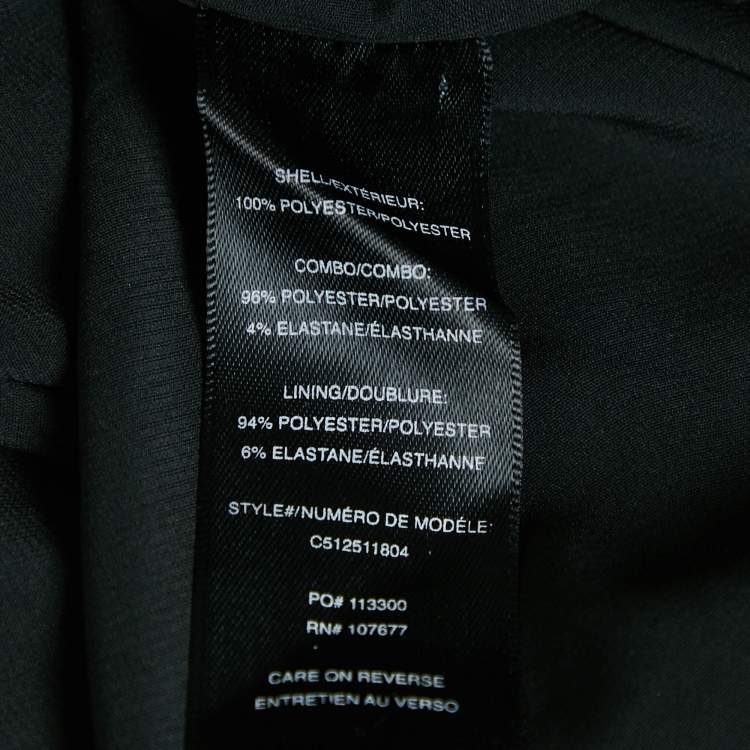 SHELL/EXTÉRIEUR:
100% POLYESTER/POLYESTER
COMBO/COMBO:
96% POLYESTER/POLYESTER
4% ELASTANE/ÉLASTHANNE
LINING/DOUBLURE:
94% POLYESTER/POLYESTER
6% ELASTANE/ÉLASTHANNE
STYLE#/NUMÉRO DE MODÉLE:
C512511804
PO# 113300
RN# 107677
CARE ON REVERSE
ENTRETIEN AU VERSO